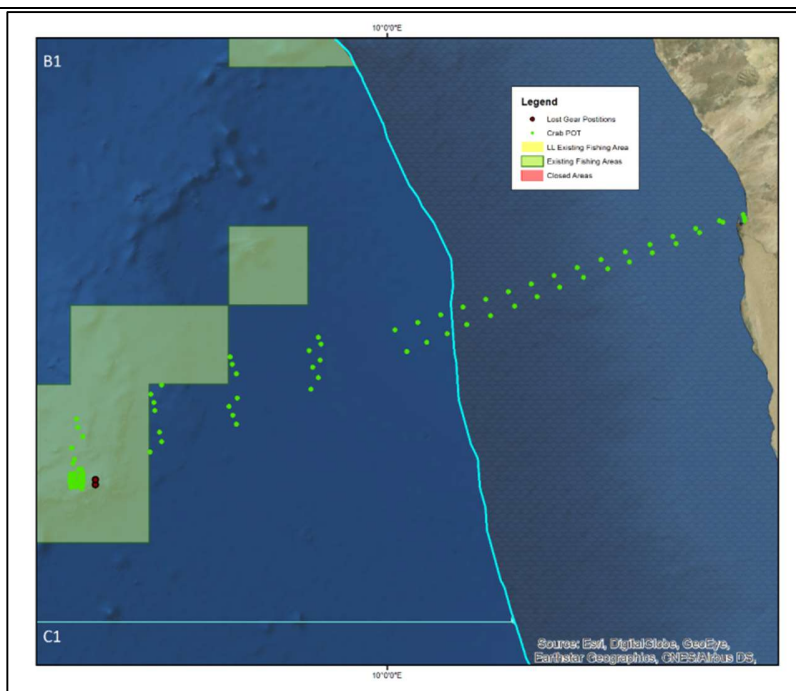 10°0'0"E
B1
Legend
Lost Gear Postitions
Crab POT
LL Existing Fishing Area
Existing Fishing Areas
Closed Areas
C1
Source: Esri, DigitalGlobe, GeoEye,
Earthstar Geographics, CNES/Airbus DS,
10°0'0"E